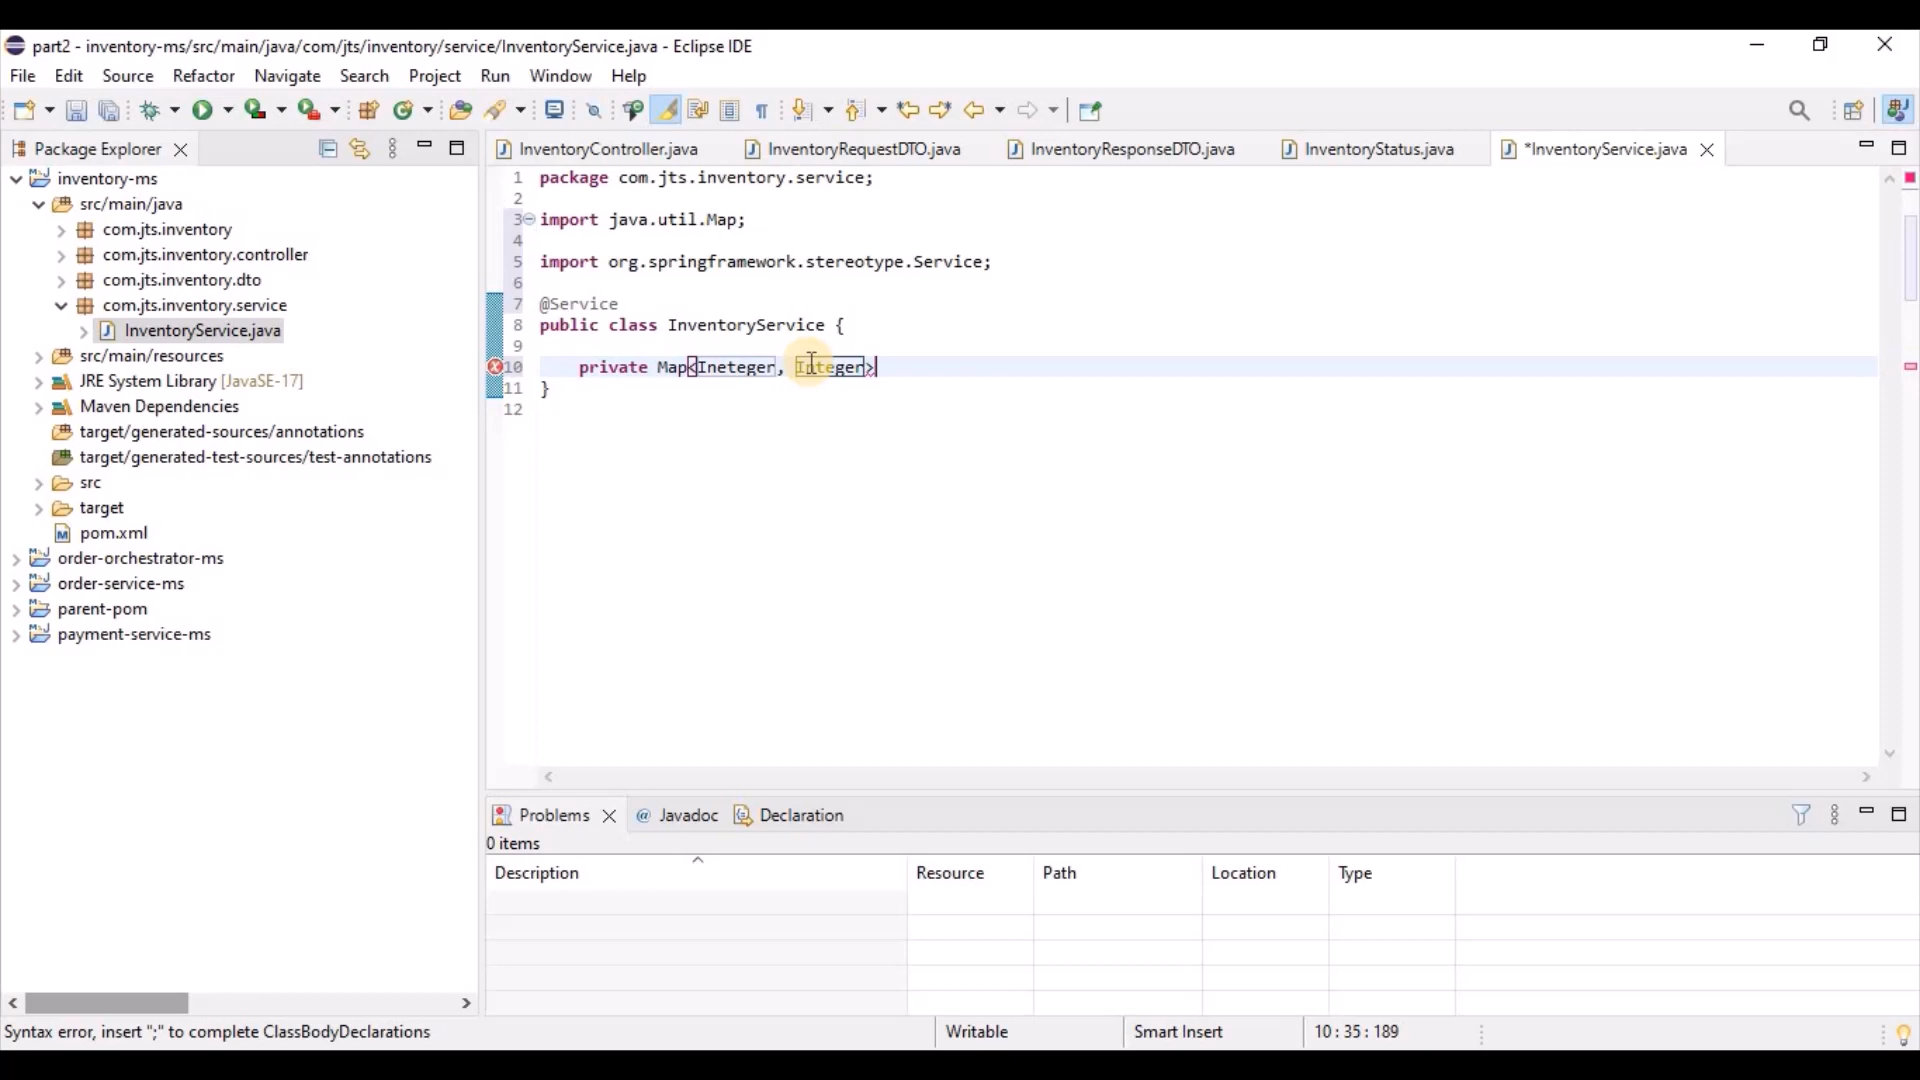 part2 - inventory-ms/src/main/java/com/jts/inventory/service/InventoryService.java - Eclipse IDE
File Edit Source Refactor Navigate Search Project Run Window Help
Package Explorer
inventory-ms
src/main/java
com.jts.inventory
com.jts.inventory.controller
com.jts.inventory.dto
com.jts.inventory.service
InventoryService.java
src/main/resources
JRE System Library [JavaSE-17]
Maven Dependencies
target/generated-sources/annotations
target/generated-test-sources/test-annotations
src
target
pom.xml
order-orchestrator-ms
order-service-ms
parent-pom
payment-service-ms
InventoryController.java InventoryRequestDTO.java InventoryResponseDTO.java InventoryStatus.java *InventoryService.java
1 package com.jts.inventory.service;
2
3 import java.util.Map;
4
5 import org.springframework.stereotype.Service;
6
7 @Service
8 public class InventoryService {
9
10 private Map<Ineteger, Integer>
11 }
12
Problems @ Javadoc Declaration
0 items
Description Resource Path Location Type
Syntax error, insert ";" to complete ClassBodyDeclarations Writable Smart Insert 10 : 35 : 189